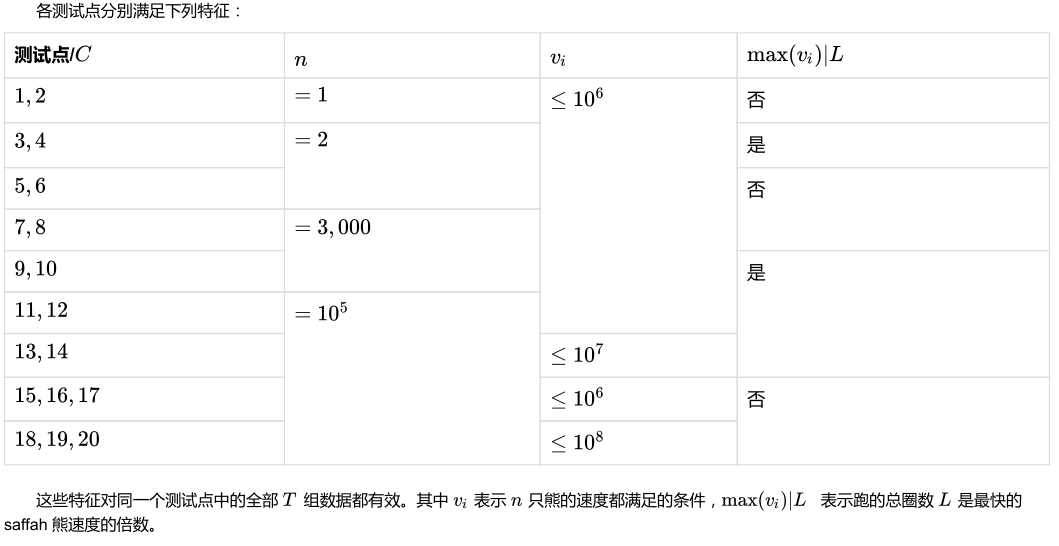 各测试点分别满足下列特征：
测试点/C n v_i max(v_i)|L
1, 2 = 1 ≤ 10^6 否
3, 4 = 2 是
5, 6 否
7, 8 = 3, 000
9, 10 是
11, 12 = 10^5
13, 14 ≤ 10^7
15, 16, 17 ≤ 10^6 否
18, 19, 20 ≤ 10^8
这些特征对同一个测试点中的全部 T 组数据都有效。其中 v_i 表示 n 只熊的速度都满足的条件，max(v_i)|L 表示跑的总圈数 L 是最快的
saffah 熊速度的倍数。